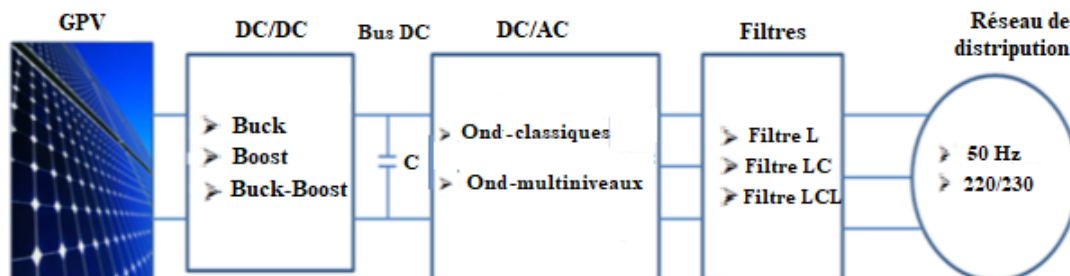 GPV
DC/DC
Bus DC
DC/AC
Filtres
Réseau de
distripution
Buck
Boost
Buck-Boost
C
Ond-classiques
Ond-multiniveaux
Filtre L
Filtre LC
Filtre LCL
50 Hz
220/230